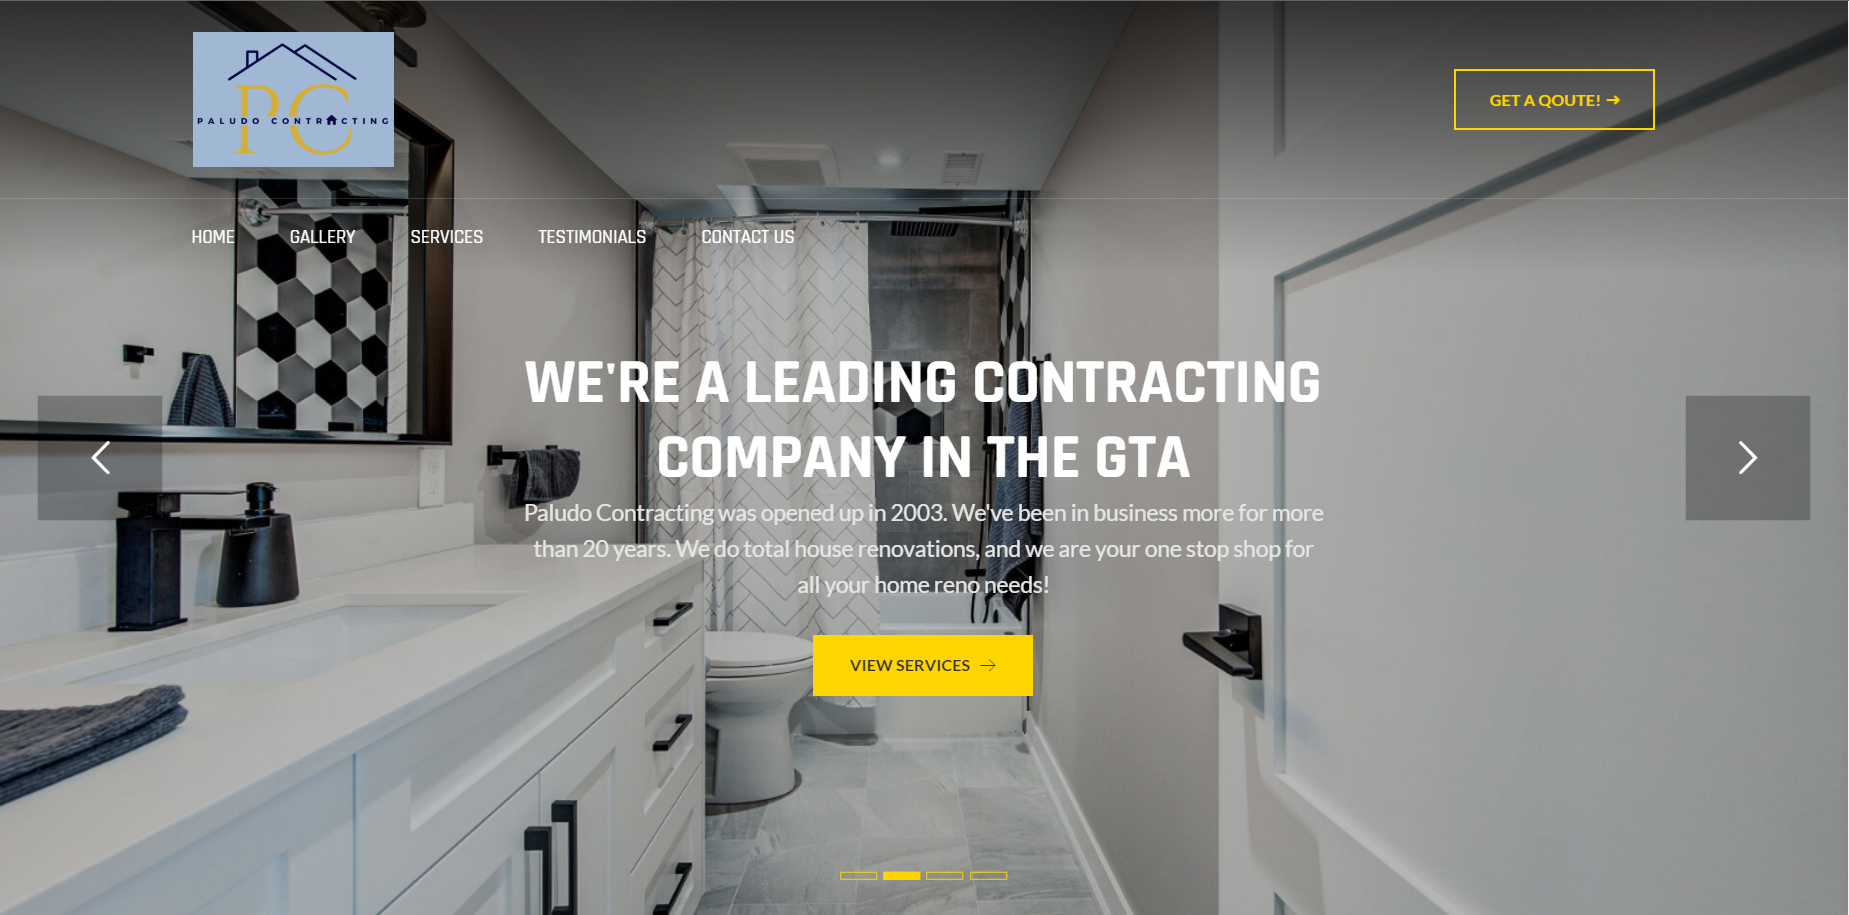 PC
PALUDO CONTRACTING
GET A QOUTE!
HOME GALLERY SERVICES TESTIMONIALS CONTACT US
WE'RE A LEADING CONTRACTING
COMPANY IN THE GTA
Paludo Contracting was opened up in 2003. We've been in business more for more
than 20 years. We do total house renovations, and we are your one stop shop for
all your home reno needs!
VIEW SERVICES